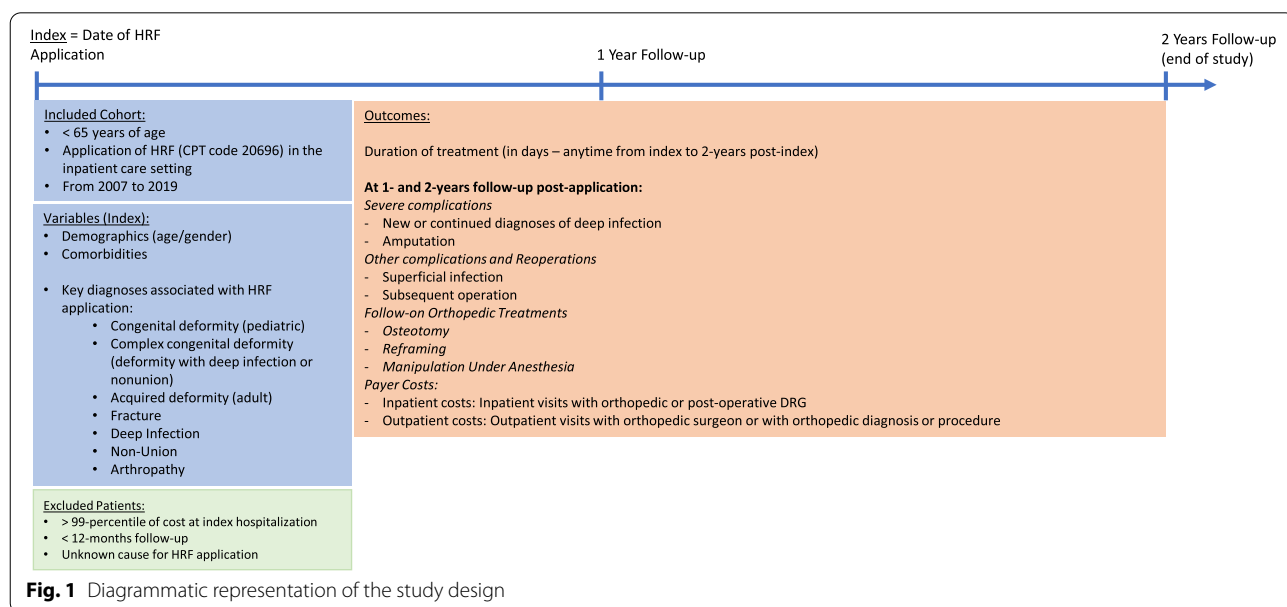 Index = Date of HRF
Application
1 Year Follow-up
2 Years Follow-up
(end of study)
Included Cohort:
• < 65 years of age
• Application of HRF (CPT code 20696) in the
inpatient care setting
• From 2007 to 2019
Variables (Index):
• Demographics (age/gender)
• Comorbidities
• Key diagnoses associated with HRF
application:
• Congenital deformity (pediatric)
• Complex congenital deformity
(deformity with deep infection or
nonunion)
• Acquired deformity (adult)
• Fracture
• Deep Infection
• Non-Union
• Arthropathy
Excluded Patients:
• > 99-percentile of cost at index hospitalization
• < 12-months follow-up
• Unknown cause for HRF application
Outcomes:
Duration of treatment (in days – anytime from index to 2-years post-index)
At 1- and 2-years follow-up post-application:
Severe complications
- New or continued diagnoses of deep infection
- Amputation
Other complications and Reoperations
- Superficial infection
- Subsequent operation
Follow-on Orthopedic Treatments
- Osteotomy
- Reframing
- Manipulation Under Anesthesia
Payer Costs:
- Inpatient costs: Inpatient visits with orthopedic or post-operative DRG
- Outpatient costs: Outpatient visits with orthopedic surgeon or with orthopedic diagnosis or procedure
Fig. 1 Diagrammatic representation of the study design